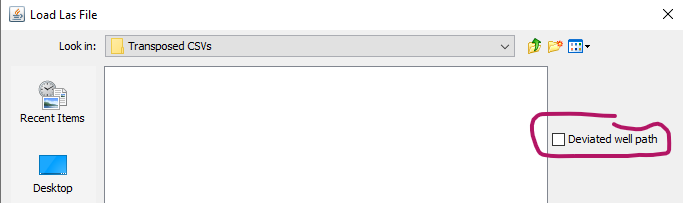 Load Las File
Look in: Transposed CSVs
Recent Items
Deviated well path
Desktop